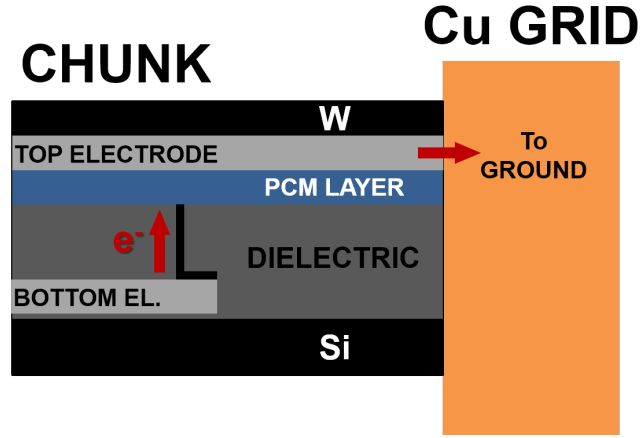 Cu GRID
CHUNK
W
To
GROUND
TOP ELECTRODE
PCM LAYER
e-
DIELECTRIC
BOTTOM EL.
Si